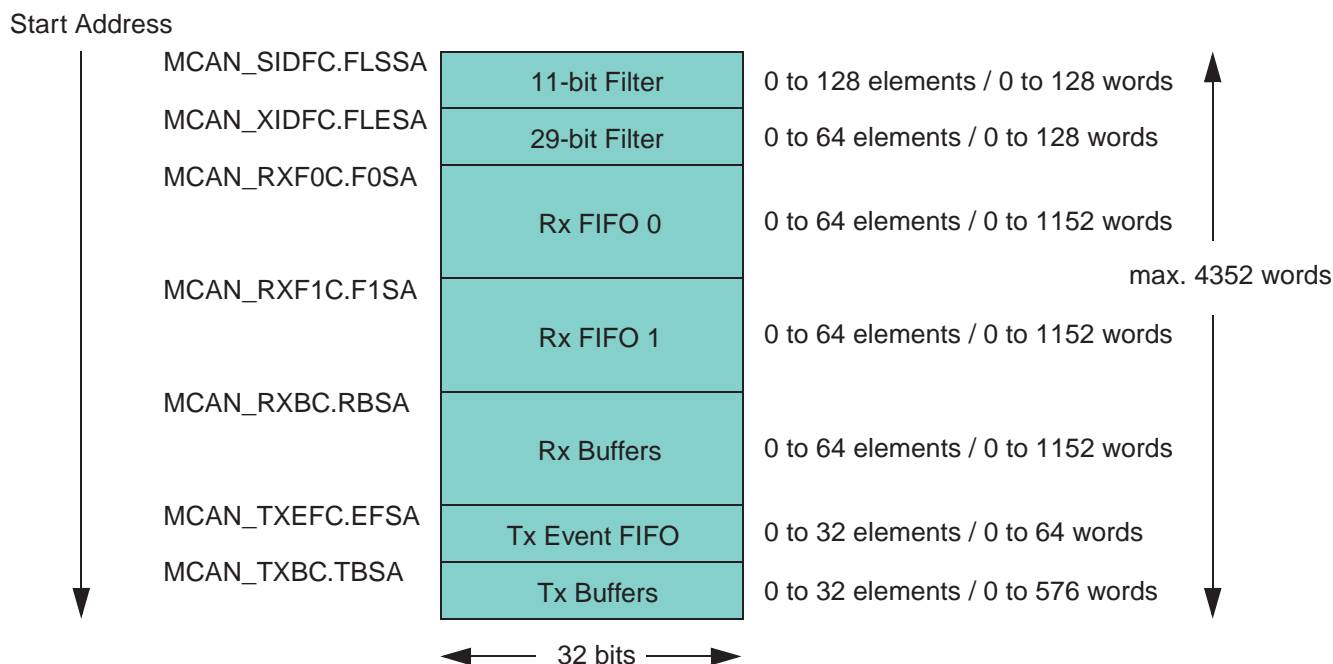 Start Address
MCAN_SIDFC.FLSSA
11-bit Filter
0 to 128 elements / 0 to 128 words
MCAN_XIDFC.FLESA
29-bit Filter
0 to 64 elements / 0 to 128 words
MCAN_RXF0C.F0SA
Rx FIFO 0
0 to 64 elements / 0 to 1152 words
max. 4352 words
MCAN_RXF1C.F1SA
Rx FIFO 1
0 to 64 elements / 0 to 1152 words
MCAN_RXBC.RBSA
Rx Buffers
0 to 64 elements / 0 to 1152 words
MCAN_TXEFC.EFSA
Tx Event FIFO
0 to 32 elements / 0 to 64 words
MCAN_TXBC.TBSA
Tx Buffers
0 to 32 elements / 0 to 576 words
32 bits